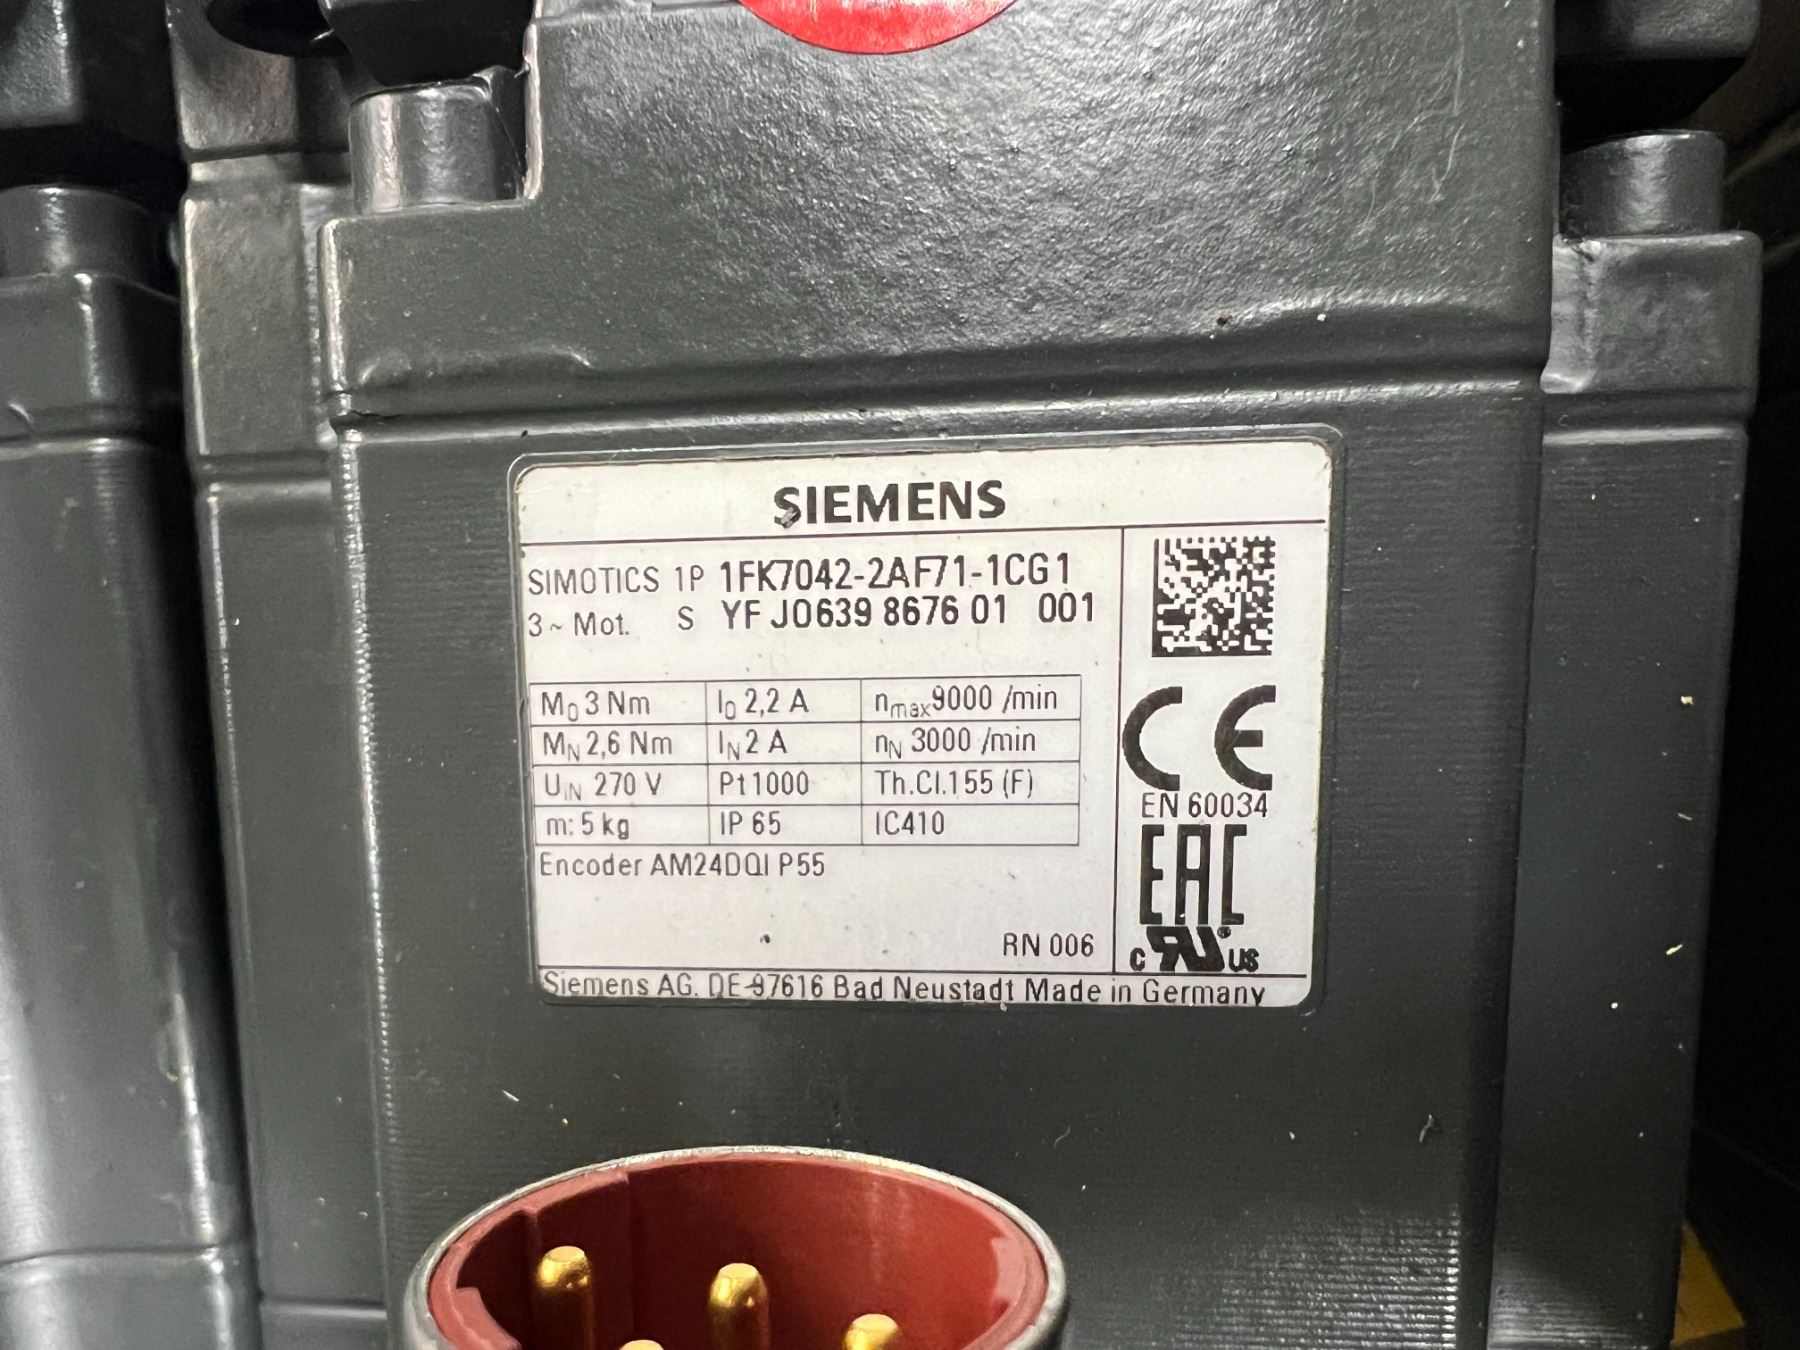 SIEMENS
SIMOTICS 1P 1FK7042-2AF71-1CG1
3~ Mot. S YF J0639 8676 01 001
M0 3 Nm I0 2,2 A nmax 9000 /min
MN 2,6 Nm IN 2 A nN 3000 /min
UIN 270 V Pt1000 Th.Cl.155 (F)
m: 5 kg IP 65 IC410
Encoder AM24DQI P55
RN 006
CE
EN 60034
EAC
c RU® US
Siemens AG. DE-97616 Bad Neustadt Made in Germany